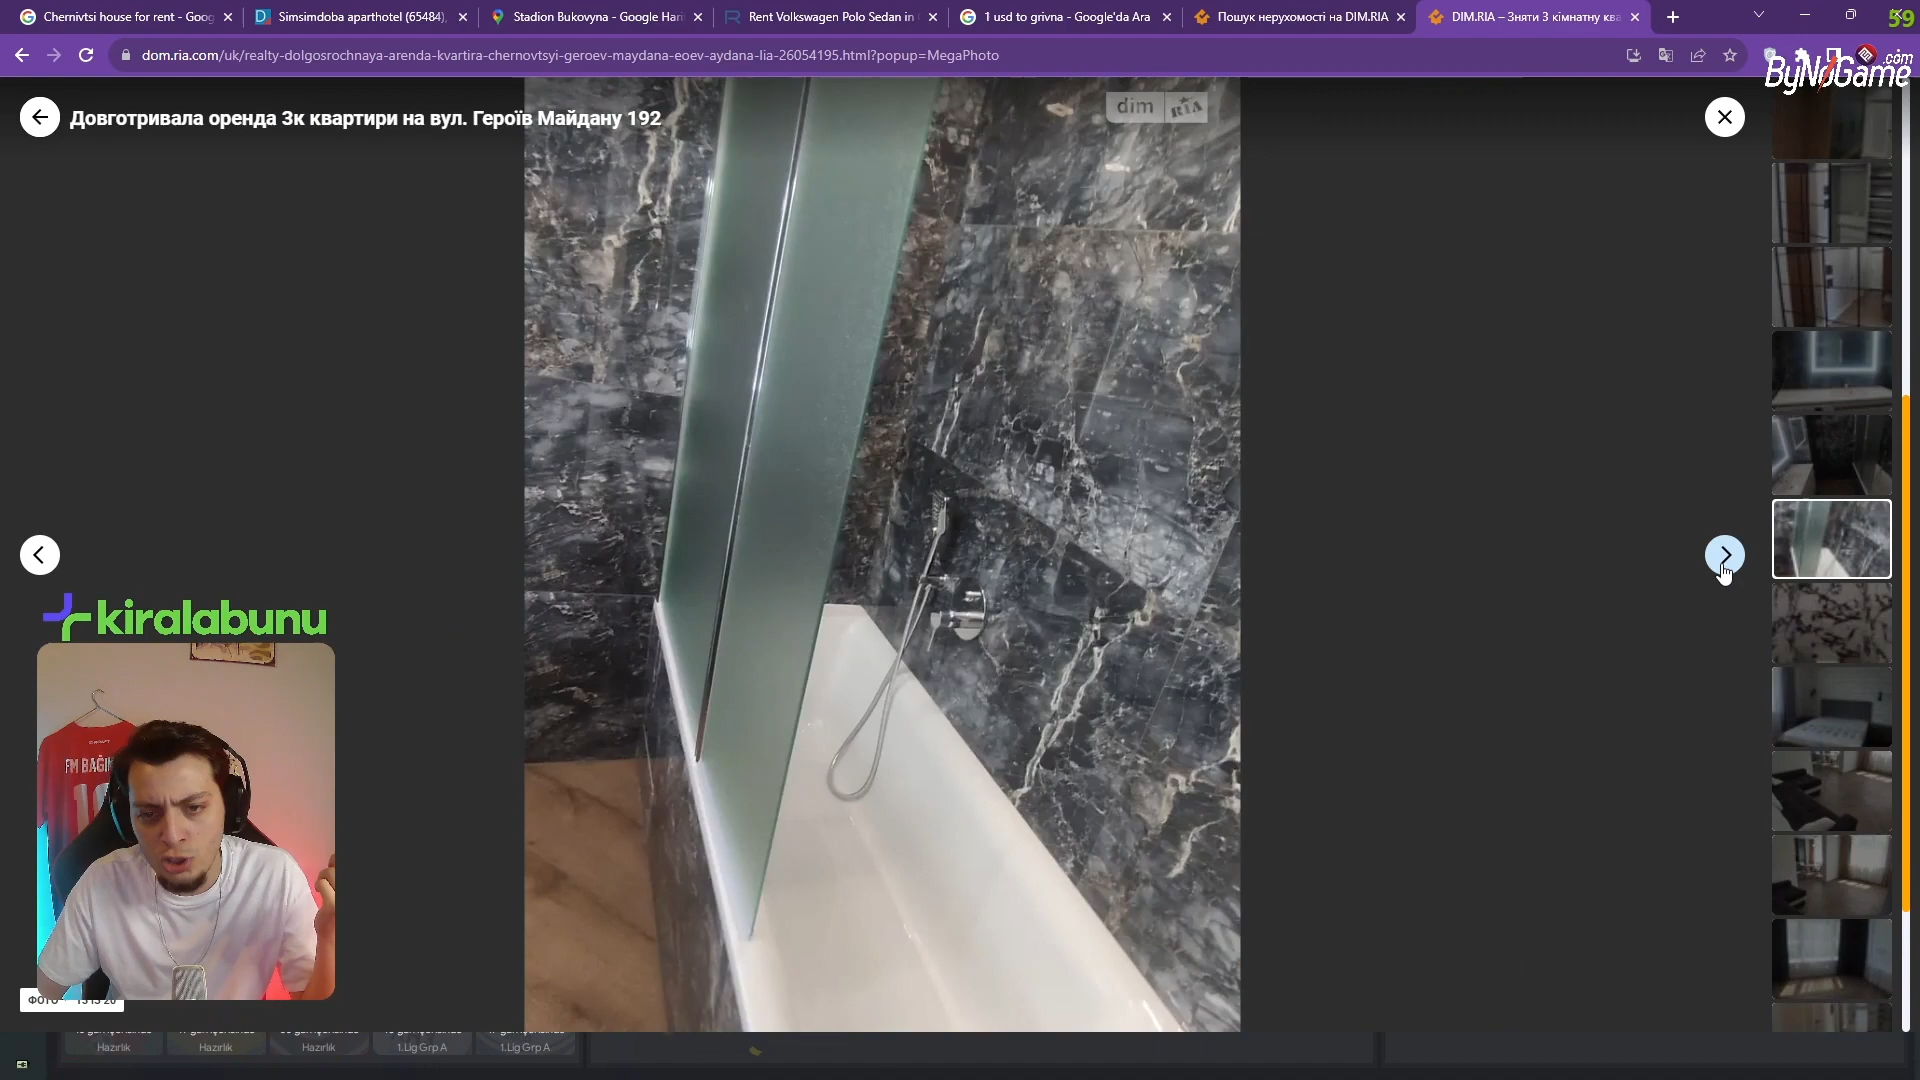 Chernivtsi house for rent - Goog
Simsimdoba aparthotel (65484),
Stadion Bukovyna - Google Hari
Rent Volkswagen Polo Sedan in
1 usd to grivna - Google'da Ara
Пошук нерухомості на DIM.RIA
DIM.RIA – Зняти 3 кімнатну ква
59
dom.ria.com/uk/realty-dolgosrochnaya-arenda-kvartira-chernovtsyi-geroev-maydana-eoev-aydana-lia-26054195.html?popup=MegaPhoto
ByNoGame.com
Довготривала оренда 3к квартири на вул. Героїв Майдану 192
dim RIA
kiralabunu
FM BAĞI
Hazırlık
Hazırlık
Hazırlık
1.Lig Grp A
1.Lig Grp A